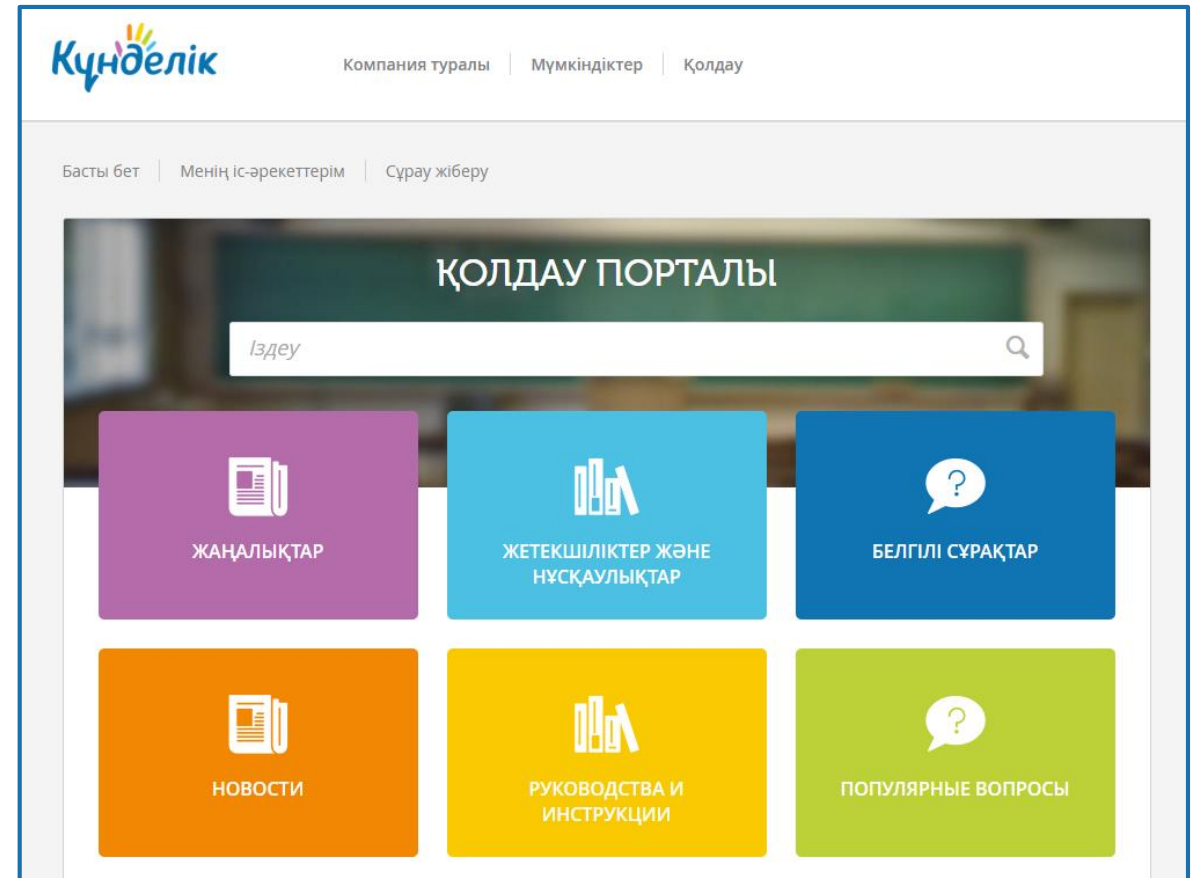 Күнделік
Компания туралы Мүмкіндіктер Қолдау
Басты бет Менің іс-әрекеттерім Сұрау жіберу
ҚОЛДАУ ПОРТАЛЫ
Іздеу
ЖАҢАЛЫҚТАР
ЖЕТЕКШІЛІКТЕР ЖӘНЕ
НҰСҚАУЛЫҚТАР
БЕЛГІЛІ СҰРАҚТАР
НОВОСТИ
РУКОВОДСТВА И
ИНСТРУКЦИИ
ПОПУЛЯРНЫЕ ВОПРОСЫ